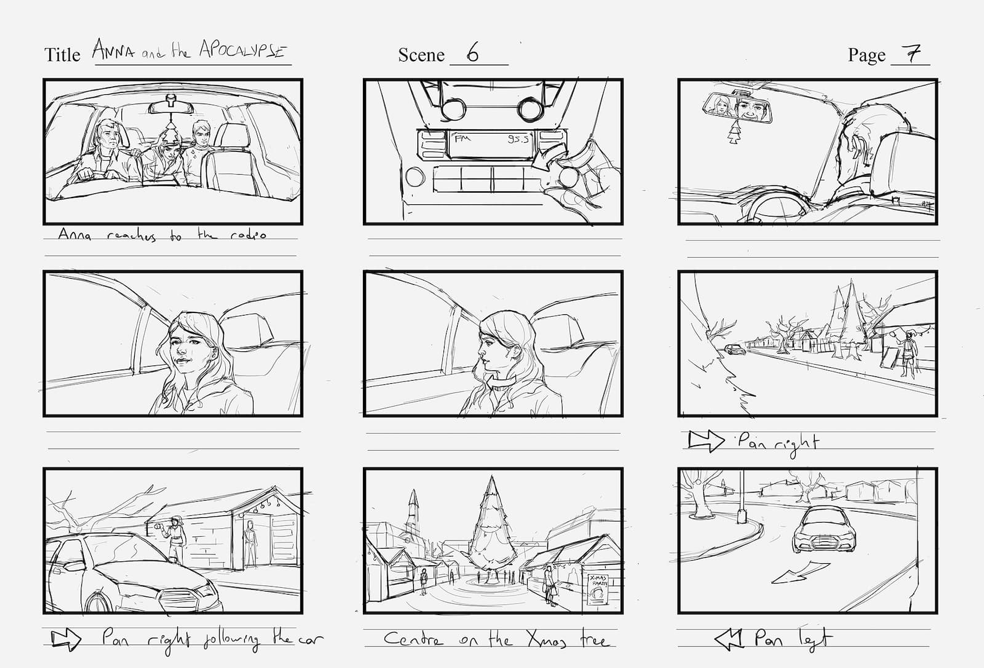 Title ANNA and the APOCALYPSE
Scene 6
Page 7
FM 95.5
Anna reaches to the radio
Pan right
XMAS
Pan right following the car
Centre on the Xmas tree
Pan left